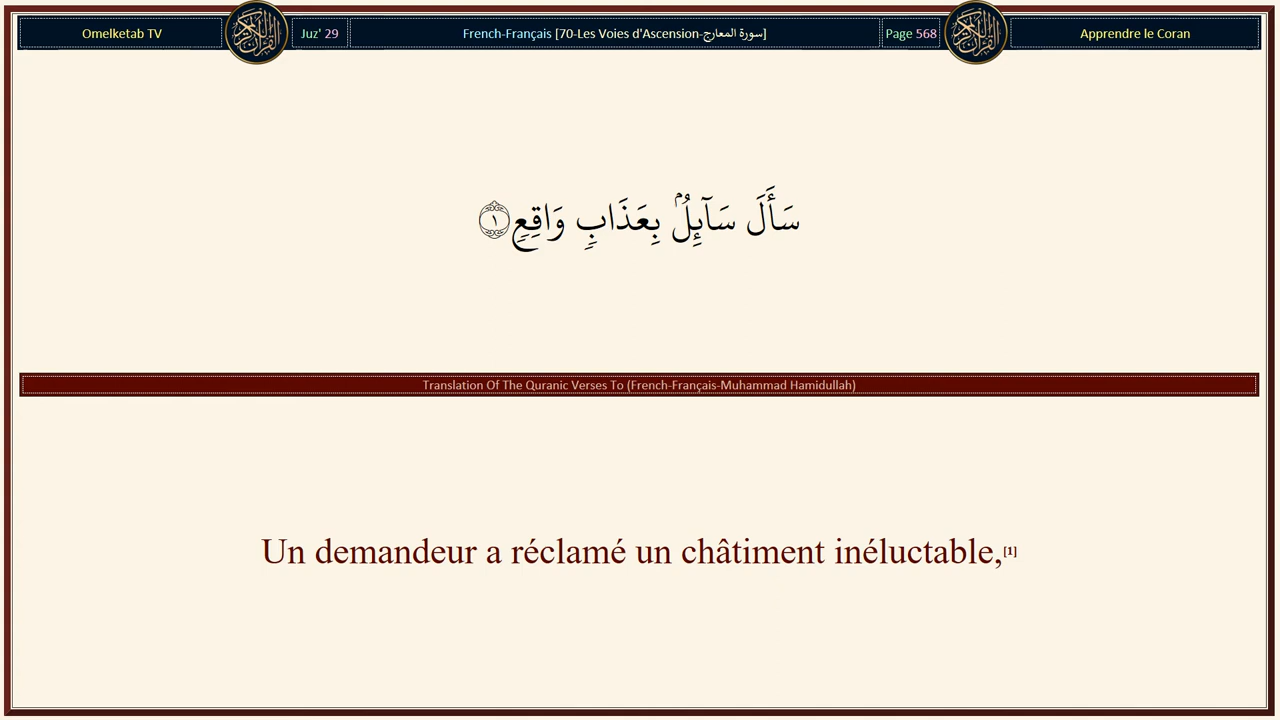 Omelketab TV
Juz' 29
French-Français [70-Les Voies d'Ascension-سورة المعارج]
Page 568
Apprendre le Coran
سَأَلَ سَآئِلُۢ بِعَذَابٖ وَاقِعٖ ١
Translation Of The Quranic Verses To (French-Français-Muhammad Hamidullah)
Un demandeur a réclamé un châtiment inéluctable,[1]